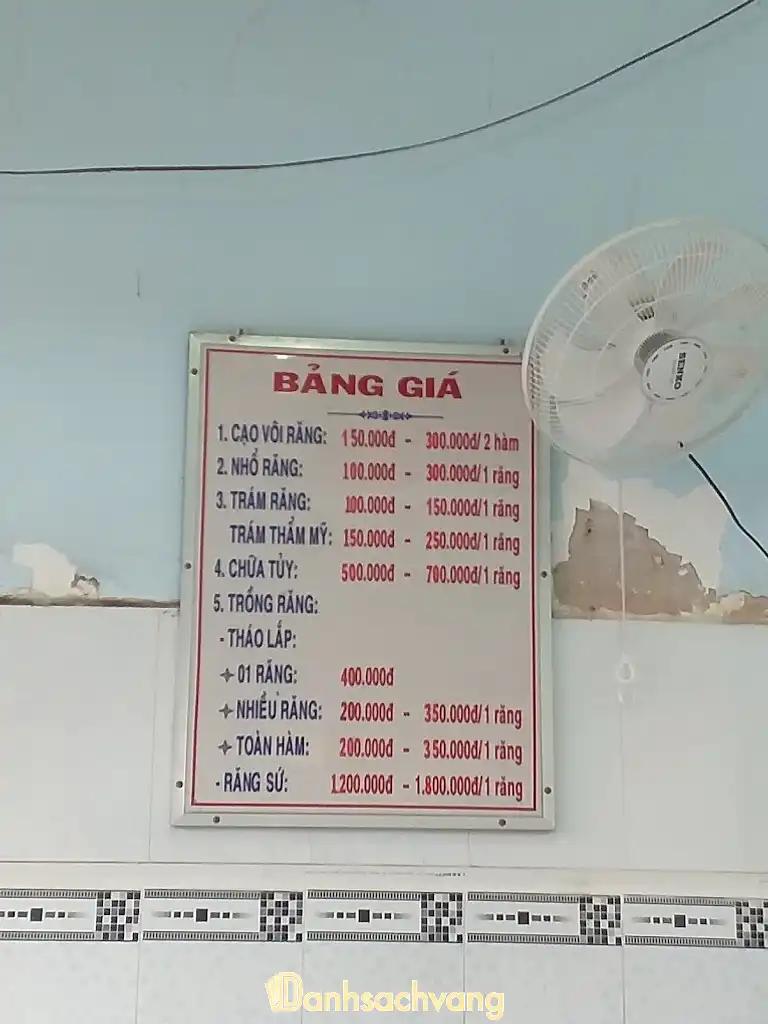 BẢNG GIÁ
1. CẠO VÔI RĂNG: 150.000đ - 300.000đ/ 2 hàm
2. NHỔ RĂNG: 100.000đ - 300.000đ/1 răng
3. TRÁM RĂNG: 100.000đ - 150.000đ/1 răng
TRÁM THẨM MỸ: 150.000đ - 250.000đ/1 răng
4. CHỮA TỦY: 500.000đ - 700.000đ/1 răng
5. TRỒNG RĂNG:
- THÁO LẮP:
+ 01 RĂNG: 400.000đ
+ NHIỀU RĂNG: 200.000đ - 350.000đ/1 răng
+ TOÀN HÀM: 200.000đ - 350.000đ/1 răng
- RĂNG SỨ: 1.200.000đ - 1.800.000đ/1 răng
SENKO
Danhsachvang